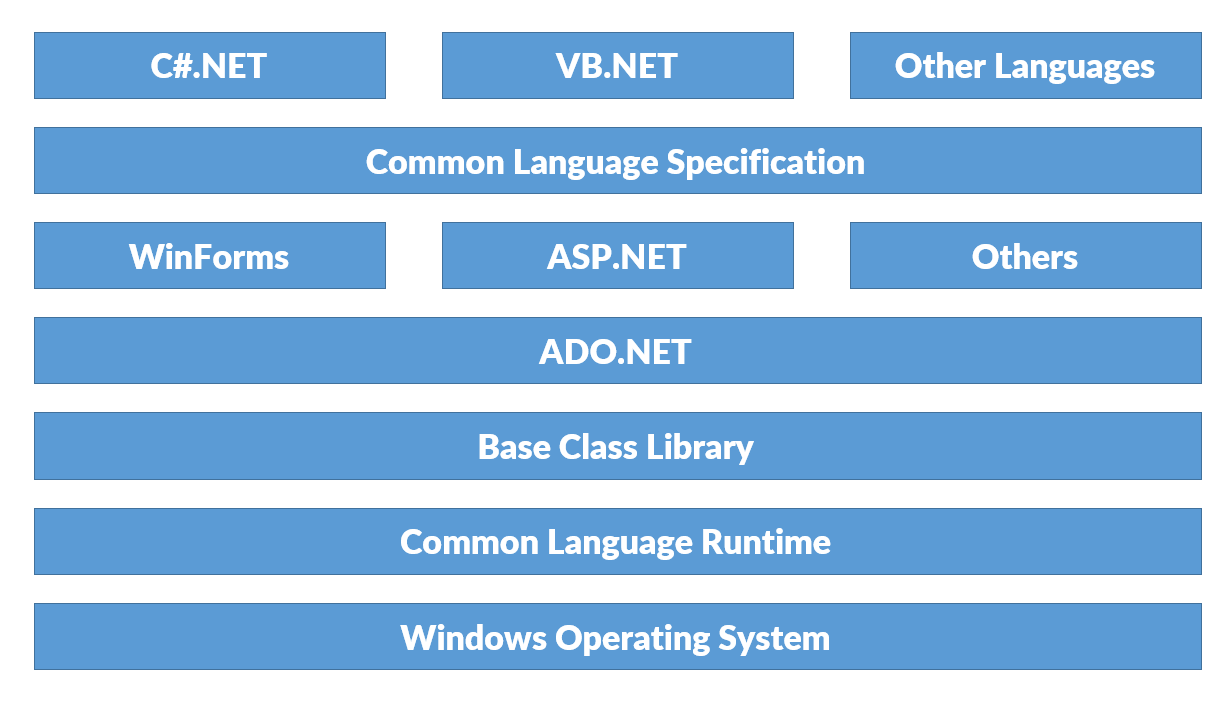 C#.NET
VB.NET
Other Languages
Common Language Specification
WinForms
ASP.NET
Others
ADO.NET
Base Class Library
Common Language Runtime
Windows Operating System